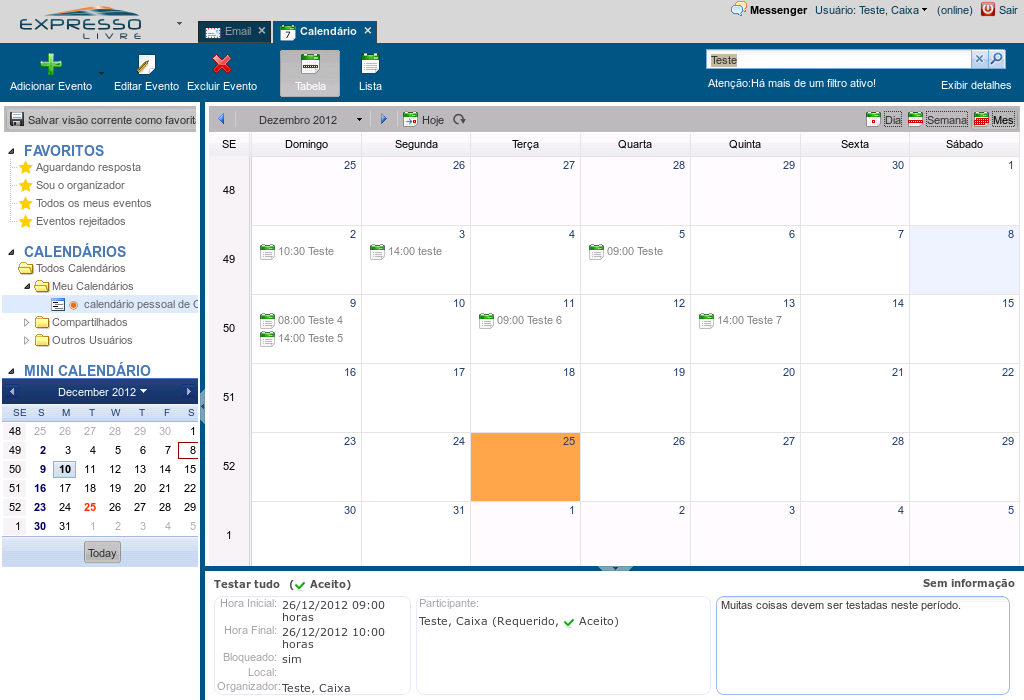 EXPRESSO
LIVRE
Email
Calendário
Messenger Usuário: Teste, Caixa (online) Sair
Adicionar Evento Editar Evento Excluir Evento Tabela Lista
Teste
Atenção:Há mais de um filtro ativo! Exibir detalhes
Salvar visão corrente como favorit
FAVORITOS
Aguardando resposta
Sou o organizador
Todos os meus eventos
Eventos rejeitados
CALENDÁRIOS
Todos Calendários
Meu Calendários
calendário pessoal de
Compartilhados
Outros Usuários
MINI CALENDÁRIO
December 2012
SE S M T W T F S
48 25 26 27 28 29 30 1
49 2 3 4 5 6 7 8
50 9 10 11 12 13 14 15
51 16 17 18 19 20 21 22
52 23 24 25 26 27 28 29
1 30 31 1 2 3 4 5
Today
Dezembro 2012 7 Hoje Dia Semana Mes
SE Domingo Segunda Terça Quarta Quinta Sexta Sábado
48 25 26 27 28 29 30 1
49 2 3 4 5 6 7 8
10:30 Teste 14:00 teste 09:00 Teste
50 9 10 11 12 13 14 15
08:00 Teste 4 09:00 Teste 6 14:00 Teste 7
14:00 Teste 5
51 16 17 18 19 20 21 22
52 23 24 25 26 27 28 29
1 30 31 1 2 3 4 5
Testar tudo ( Aceito) Sem informação
Hora Inicial: 26/12/2012 09:00
horas
Hora Final: 26/12/2012 10:00
horas
Bloqueado: sim
Local:
Organizador: Teste, Caixa
Participante:
Teste, Caixa (Requerido, Aceito)
Muitas coisas devem ser testadas neste período.